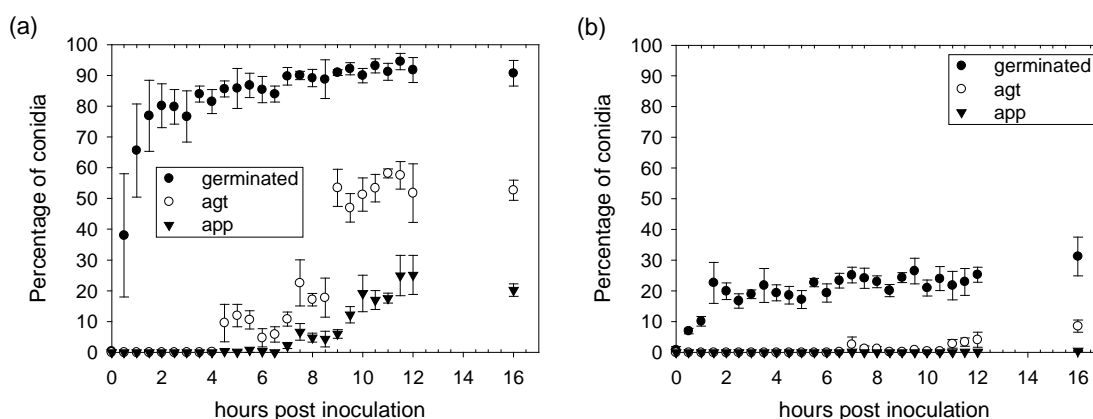 (a)
Percentage of conidia
100
90
80
70
60
50
40
30
20
10
0
germinated
agt
app
0 2 4 6 8 10 12 14 16
hours post inoculation
(b)
Percentage of conidia
100
90
80
70
60
50
40
30
20
10
0
germinated
agt
app
0 2 4 6 8 10 12 14 16
hours post inoculation